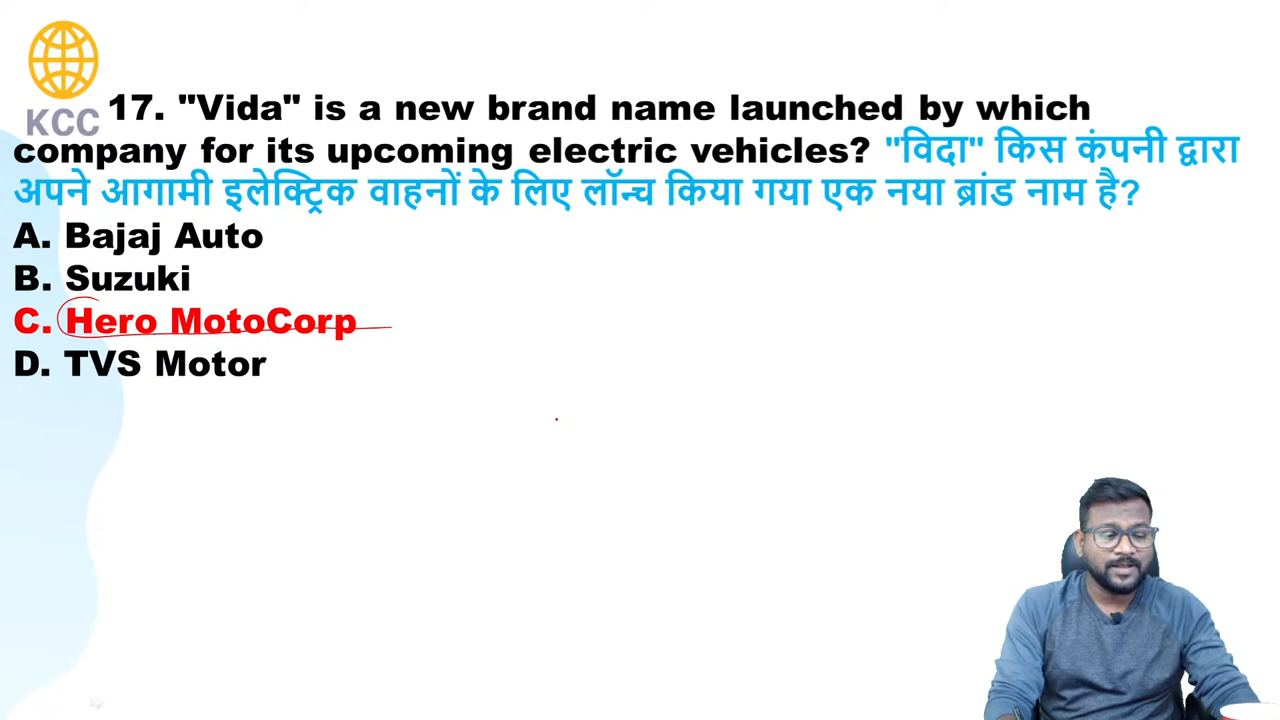 KCC
17. "Vida" is a new brand name launched by which
company for its upcoming electric vehicles? "विदा" किस कंपनी द्वारा
अपने आगामी इलेक्ट्रिक वाहनों के लिए लॉन्च किया गया एक नया ब्रांड नाम है?
A. Bajaj Auto
B. Suzuki
C. Hero MotoCorp
D. TVS Motor